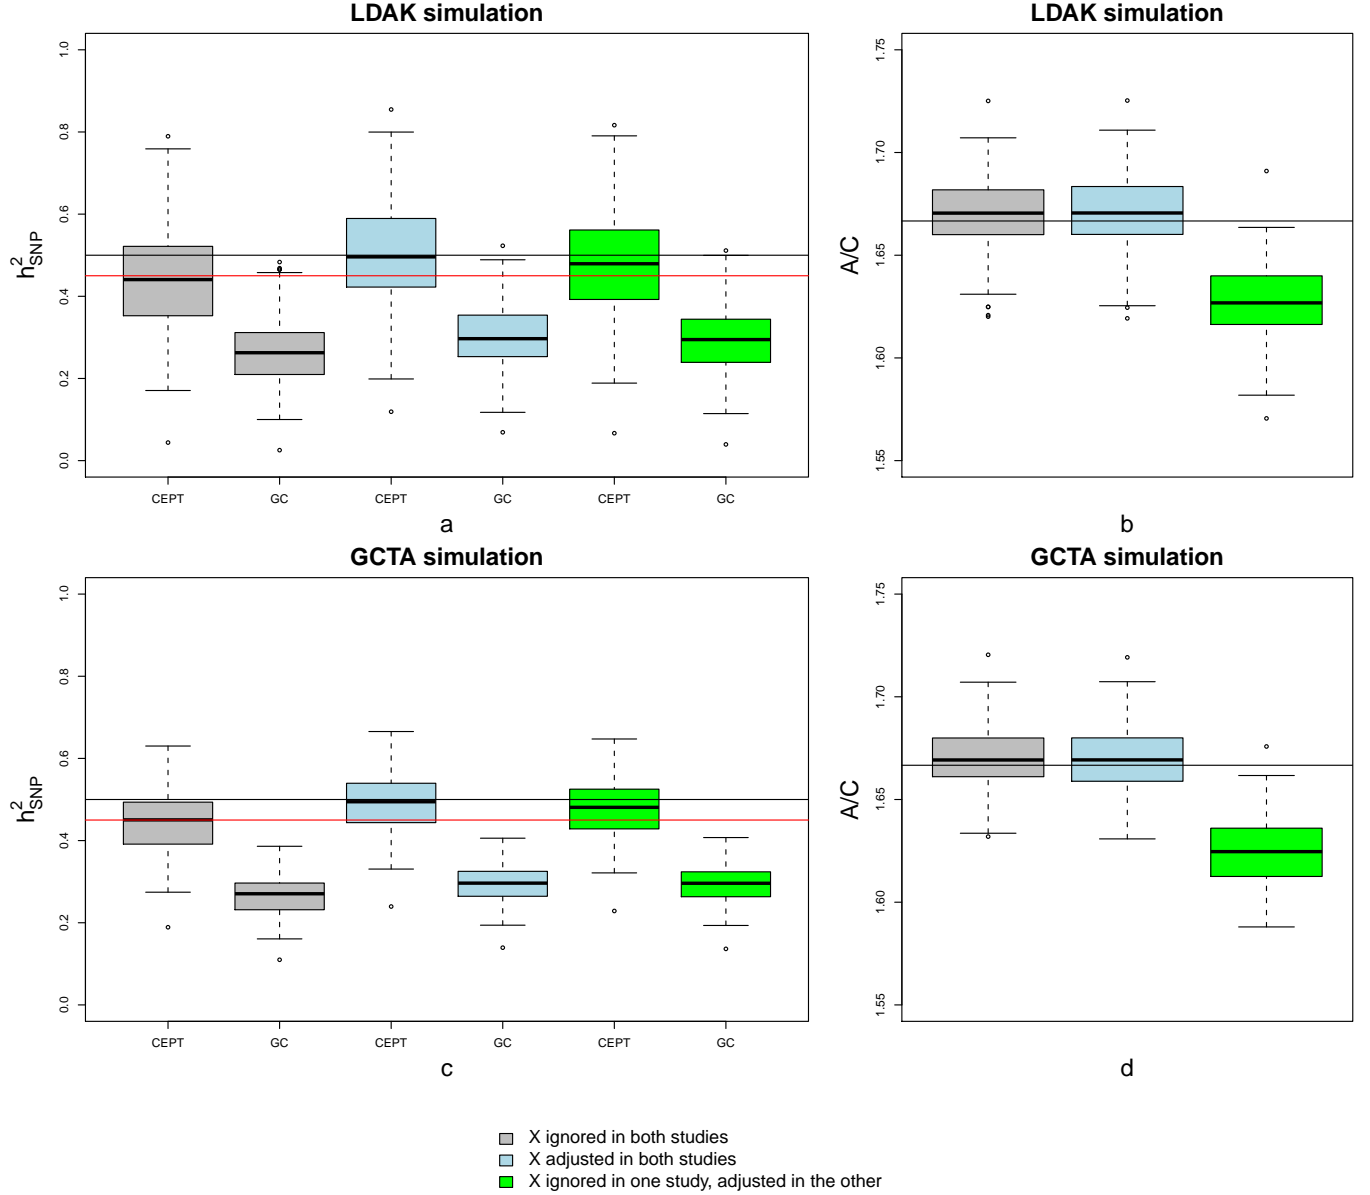 LDAK simulation
h²SNP
0.0 0.2 0.4 0.6 0.8 1.0
CEPT GC CEPT GC CEPT GC
a
LDAK simulation
A/C
1.55 1.60 1.65 1.70 1.75
b
GCTA simulation
h²SNP
0.0 0.2 0.4 0.6 0.8 1.0
CEPT GC CEPT GC CEPT GC
c
GCTA simulation
A/C
1.55 1.60 1.65 1.70 1.75
d
X ignored in both studies
X adjusted in both studies
X ignored in one study, adjusted in the other